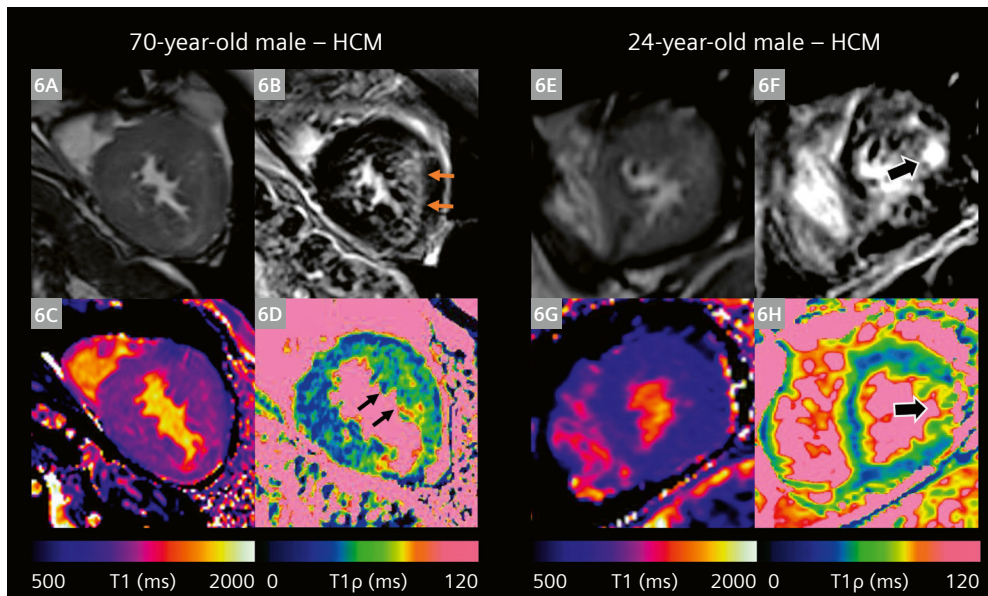 70-year-old male – HCM
24-year-old male – HCM
6A
6B
6E
6F
6C
6D
6G
6H
500 T1 (ms) 2000
0 T1ρ (ms) 120
500 T1 (ms) 2000
0 T1ρ (ms) 120